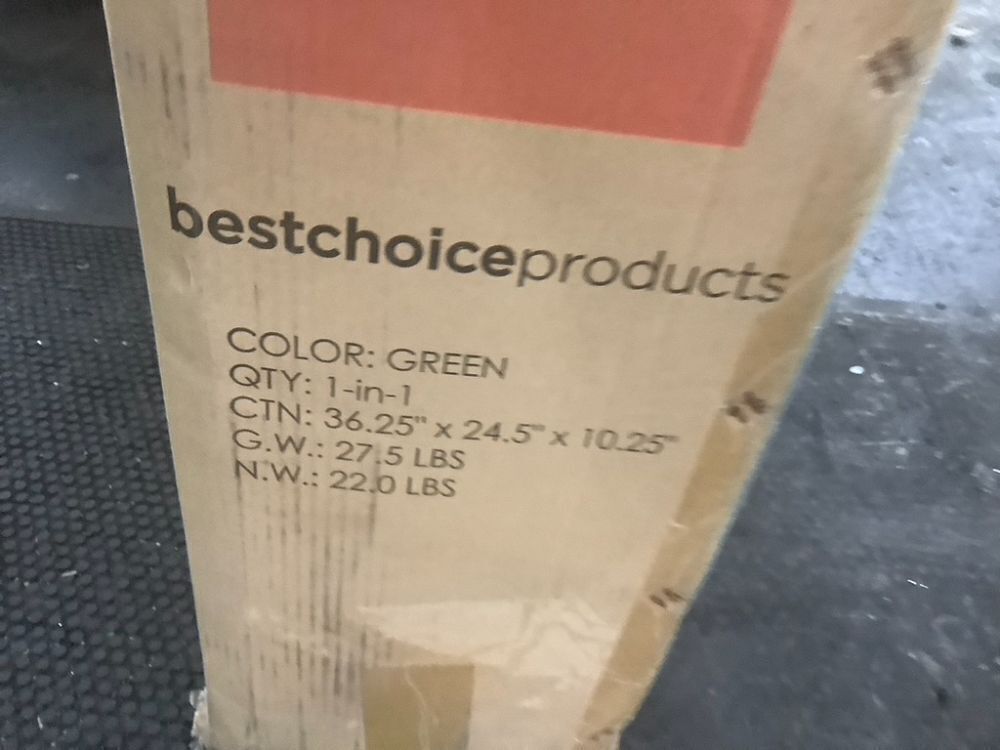 bestchoiceproducts
COLOR: GREEN
QTY: 1-in-1
CTN: 36.25" x 24.5" x 10.25"
G.W.: 27.5 LBS
N.W.: 22.0 LBS